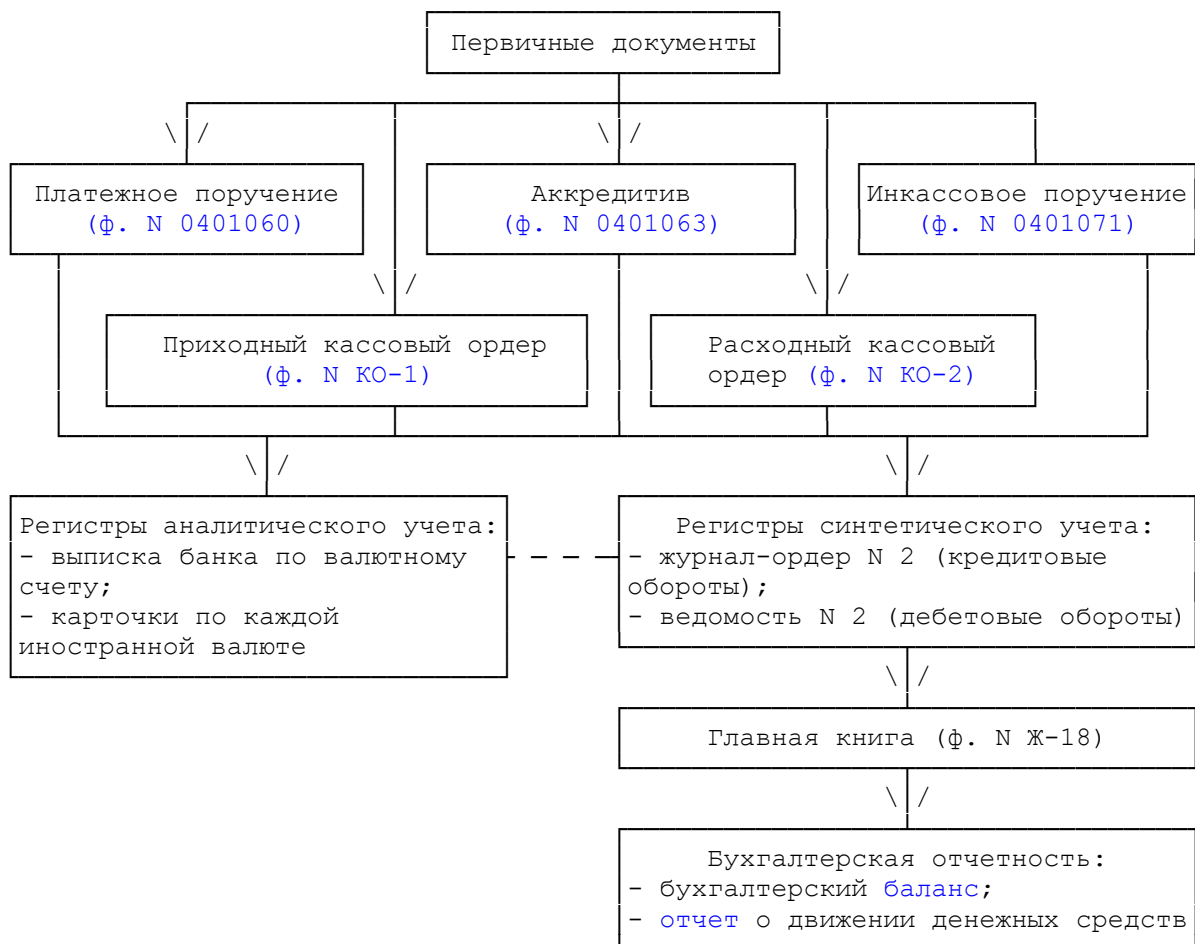 Первичные документы
Платежное поручение
(ф. N 0401060)
Аккредитив
(ф. N 0401063)
Инкассовое поручение
(ф. N 0401071)
Приходный кассовый ордер
(ф. N КО-1)
Расходный кассовый
ордер (ф. N КО-2)
Регистры аналитического учета:
- выписка банка по валютному
счету;
- карточки по каждой
иностранной валюте
Регистры синтетического учета:
- журнал-ордер N 2 (кредитовые
обороты);
- ведомость N 2 (дебетовые обороты)
Главная книга (ф. N Ж-18)
Бухгалтерская отчетность:
- бухгалтерский баланс;
- отчет о движении денежных средств